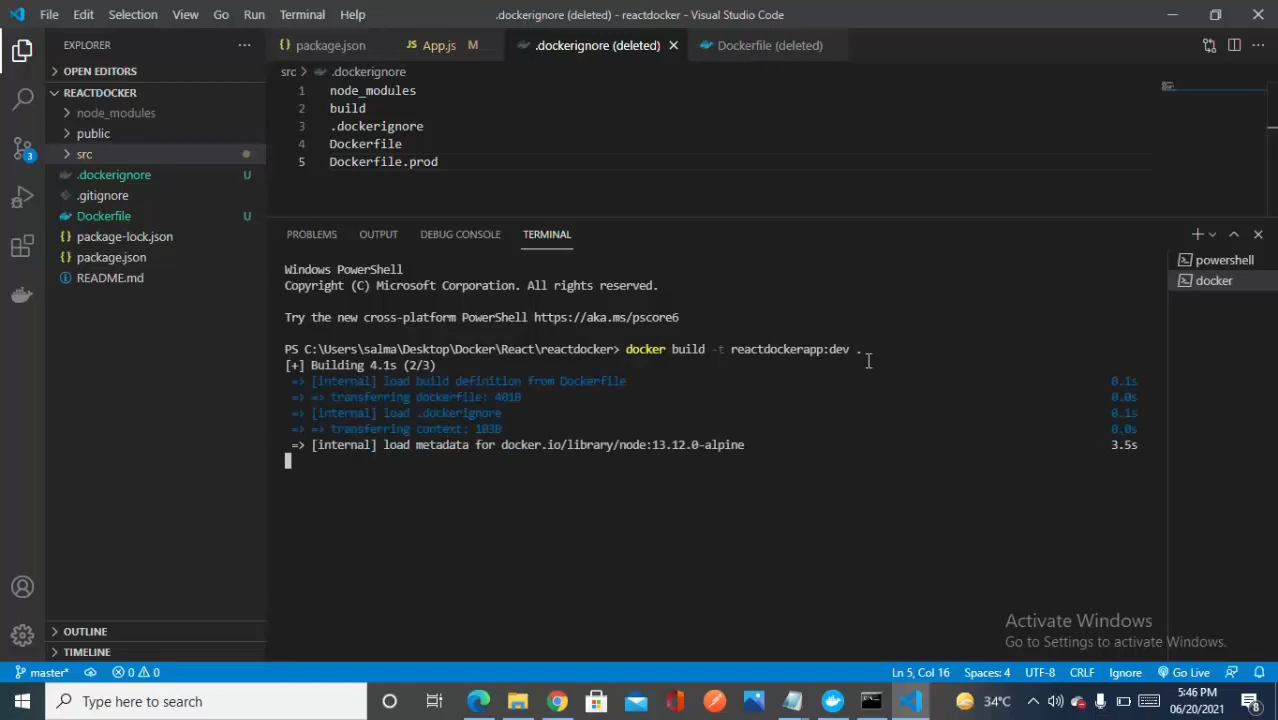 File Edit Selection View Go Run Terminal Help .dockerignore (deleted) - reactdocker - Visual Studio Code
EXPLORER
package.json App.js M .dockerignore (deleted) Dockerfile (deleted)
OPEN EDITORS
REACTDOCKER
node_modules
public
src
.dockerignore U
.gitignore
Dockerfile U
package-lock.json
package.json
README.md
OUTLINE
TIMELINE
3
src .dockerignore
1 node_modules
2 build
3 .dockerignore
4 Dockerfile
5 Dockerfile.prod
PROBLEMS OUTPUT DEBUG CONSOLE TERMINAL
Windows PowerShell
Copyright (C) Microsoft Corporation. All rights reserved.
Try the new cross-platform PowerShell https://aka.ms/pscore6
PS C:\Users\salma\Desktop\Docker\React\reactdocker> docker build -t reactdockerapp:dev .
[+] Building 4.1s (2/3)
=> [internal] load build definition from Dockerfile 0.1s
=> => transferring dockerfile: 401B 0.0s
=> [internal] load .dockerignore 0.1s
=> => transferring context: 103B 0.0s
=> [internal] load metadata for docker.io/library/node:13.12.0-alpine 3.5s
powershell
docker
Activate Windows
Go to Settings to activate Windows.
master* 0 0 Ln 5, Col 16 Spaces: 4 UTF-8 CRLF Ignore Go Live
Type here to search 34°C 5:46 PM
06/20/2021
8